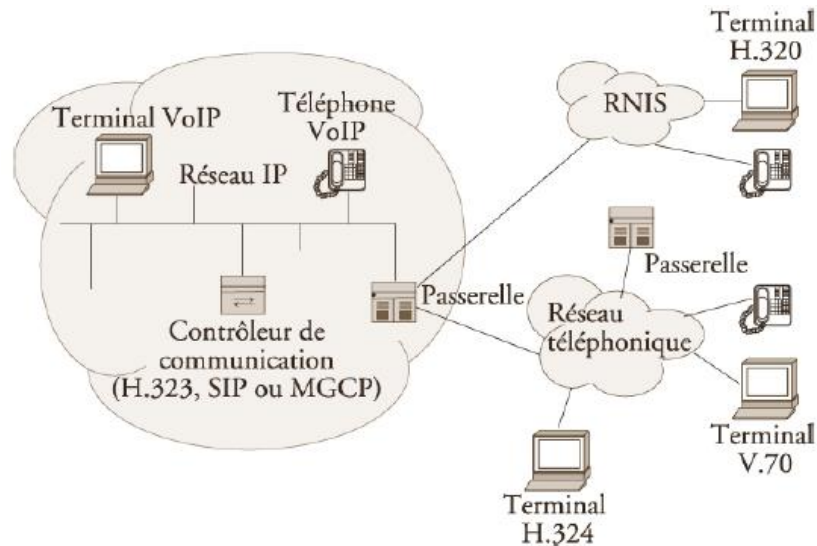 Terminal
H.320
RNIS
Téléphone
VoIP
Terminal VoIP
Réseau IP
Passerelle
Passerelle
Réseau
téléphonique
Contrôleur de
communication
(H.323, SIP ou MGCP)
Terminal
V.70
Terminal
H.324